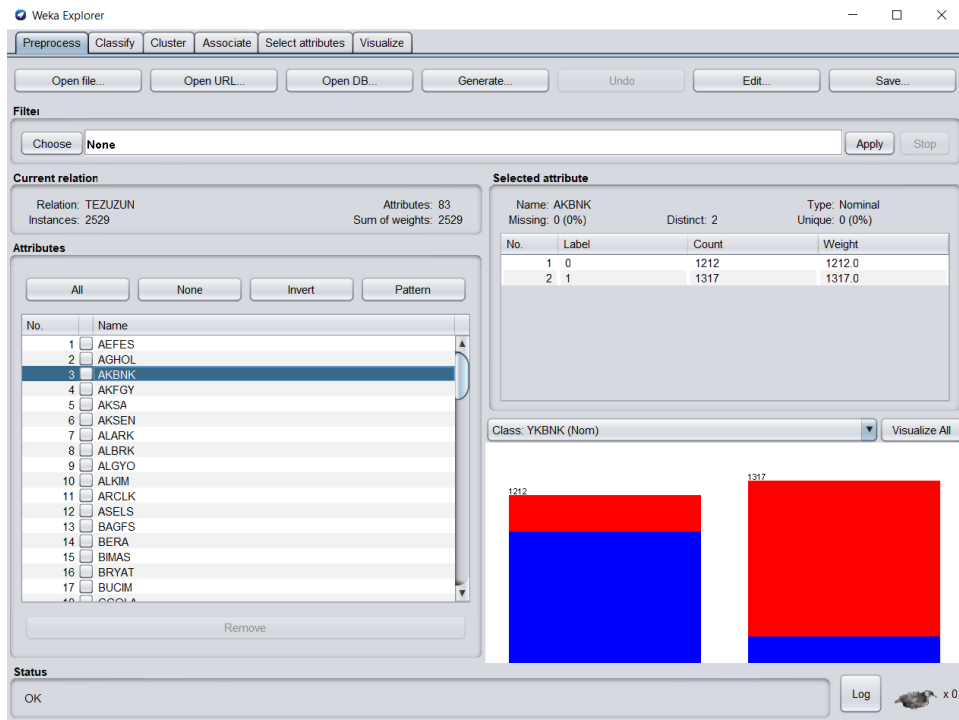 Weka Explorer
Preprocess Classify Cluster Associate Select attributes Visualize
Open file... Open URL... Open DB... Generate... Undo Edit... Save...
Filter
Choose None Apply Stop
Current relation
Relation: TEZUZUN Attributes: 83
Instances: 2529 Sum of weights: 2529
Attributes
All None Invert Pattern
No. Name
1 AEFES
2 AGHOL
3 AKBNK
4 AKFGY
5 AKSA
6 AKSEN
7 ALARK
8 ALBRK
9 ALGYO
10 ALKIM
11 ARCLK
12 ASELS
13 BAGFS
14 BERA
15 BIMAS
16 BRYAT
17 BUCIM
Remove
Selected attribute
Name: AKBNK Type: Nominal
Missing: 0 (0%) Distinct: 2 Unique: 0 (0%)
No. Label Count Weight
1 0 1212 1212.0
2 1 1317 1317.0
Class: YKBNK (Nom) Visualize All
1212
1317
Status
OK
Log x 0